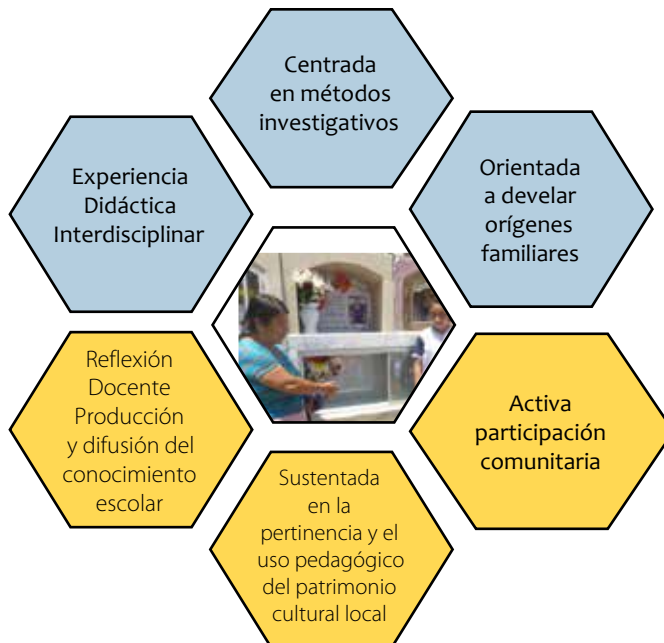 Centrada
en métodos
investigativos
Experiencia
Didáctica
Interdisciplinar
Orientada
a develar
orígenes
familiares
Reflexión
Docente
Producción
y difusión del
conocimiento
escolar
Activa
participación
comunitaria
Sustentada
en la
pertinencia y el
uso pedagógico
del patrimonio
cultural local